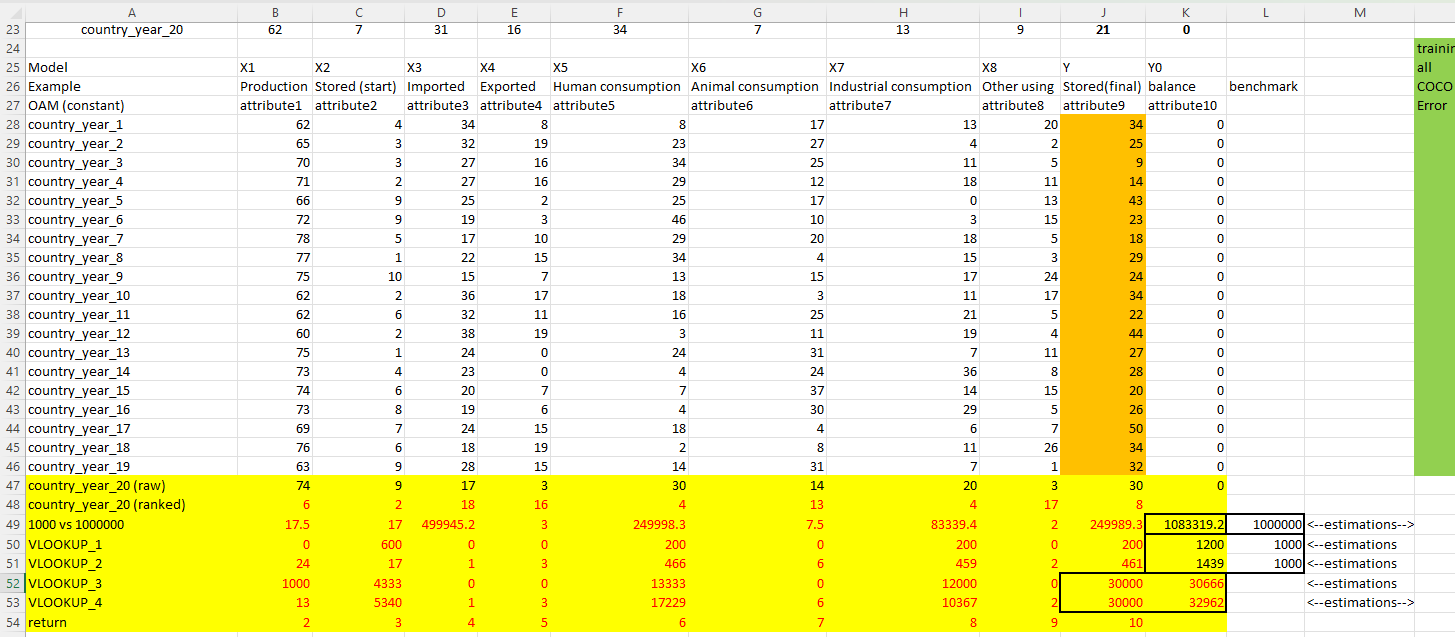 A B C D E F G H I J K L M
23 country_year_20 62 7 31 16 34 7 13 9 21 0
24
25 Model X1 X2 X3 X4 X5 X6 X7 X8 Y Y0
26 Example Production Stored (start) Imported Exported Human consumption Animal consumption Industrial consumption Other using Stored(final) balance benchmark
27 OAM (constant) attribute1 attribute2 attribute3 attribute4 attribute5 attribute6 attribute7 attribute8 attribute9 attribute10
28 country_year_1 62 4 34 8 8 17 13 20 34 0
29 country_year_2 65 3 32 19 23 27 4 2 25 0
30 country_year_3 70 3 27 16 34 25 11 5 9 0
31 country_year_4 71 2 27 16 29 12 18 11 14 0
32 country_year_5 66 9 25 2 25 17 0 13 43 0
33 country_year_6 72 9 19 3 46 10 3 15 23 0
34 country_year_7 78 5 17 10 29 20 18 5 18 0
35 country_year_8 77 1 22 15 34 4 15 3 29 0
36 country_year_9 75 10 15 7 13 15 17 24 24 0
37 country_year_10 62 2 36 17 18 3 11 17 34 0
38 country_year_11 62 6 32 11 16 25 21 5 22 0
39 country_year_12 60 2 38 19 3 11 19 4 44 0
40 country_year_13 75 1 24 0 24 31 7 11 27 0
41 country_year_14 73 4 23 0 4 24 36 8 28 0
42 country_year_15 74 6 20 7 7 37 14 15 20 0
43 country_year_16 73 8 19 6 4 30 29 5 26 0
44 country_year_17 69 7 24 15 18 4 6 7 50 0
45 country_year_18 76 6 18 19 2 8 11 26 34 0
46 country_year_19 63 9 28 15 14 31 7 1 32 0
47 country_year_20 (raw) 74 9 17 3 30 14 20 3 30 0
48 country_year_20 (ranked) 6 2 18 16 4 13 4 17 8
49 1000 vs 1000000 17.5 17 499945.2 3 249998.3 7.5 83339.4 2 249989.3 1083319.2 1000000 <--estimations-->
50 VLOOKUP_1 0 600 0 0 200 0 200 0 200 1200 1000 <--estimations
51 VLOOKUP_2 24 17 1 3 466 6 459 2 461 1439 1000 <--estimations
52 VLOOKUP_3 1000 4333 0 0 13333 0 12000 0 30000 30666 <--estimations
53 VLOOKUP_4 13 5340 1 3 17229 6 10367 2 30000 32962 <--estimations-->
54 return 2 3 4 5 6 7 8 9 10
all
COCO
Error